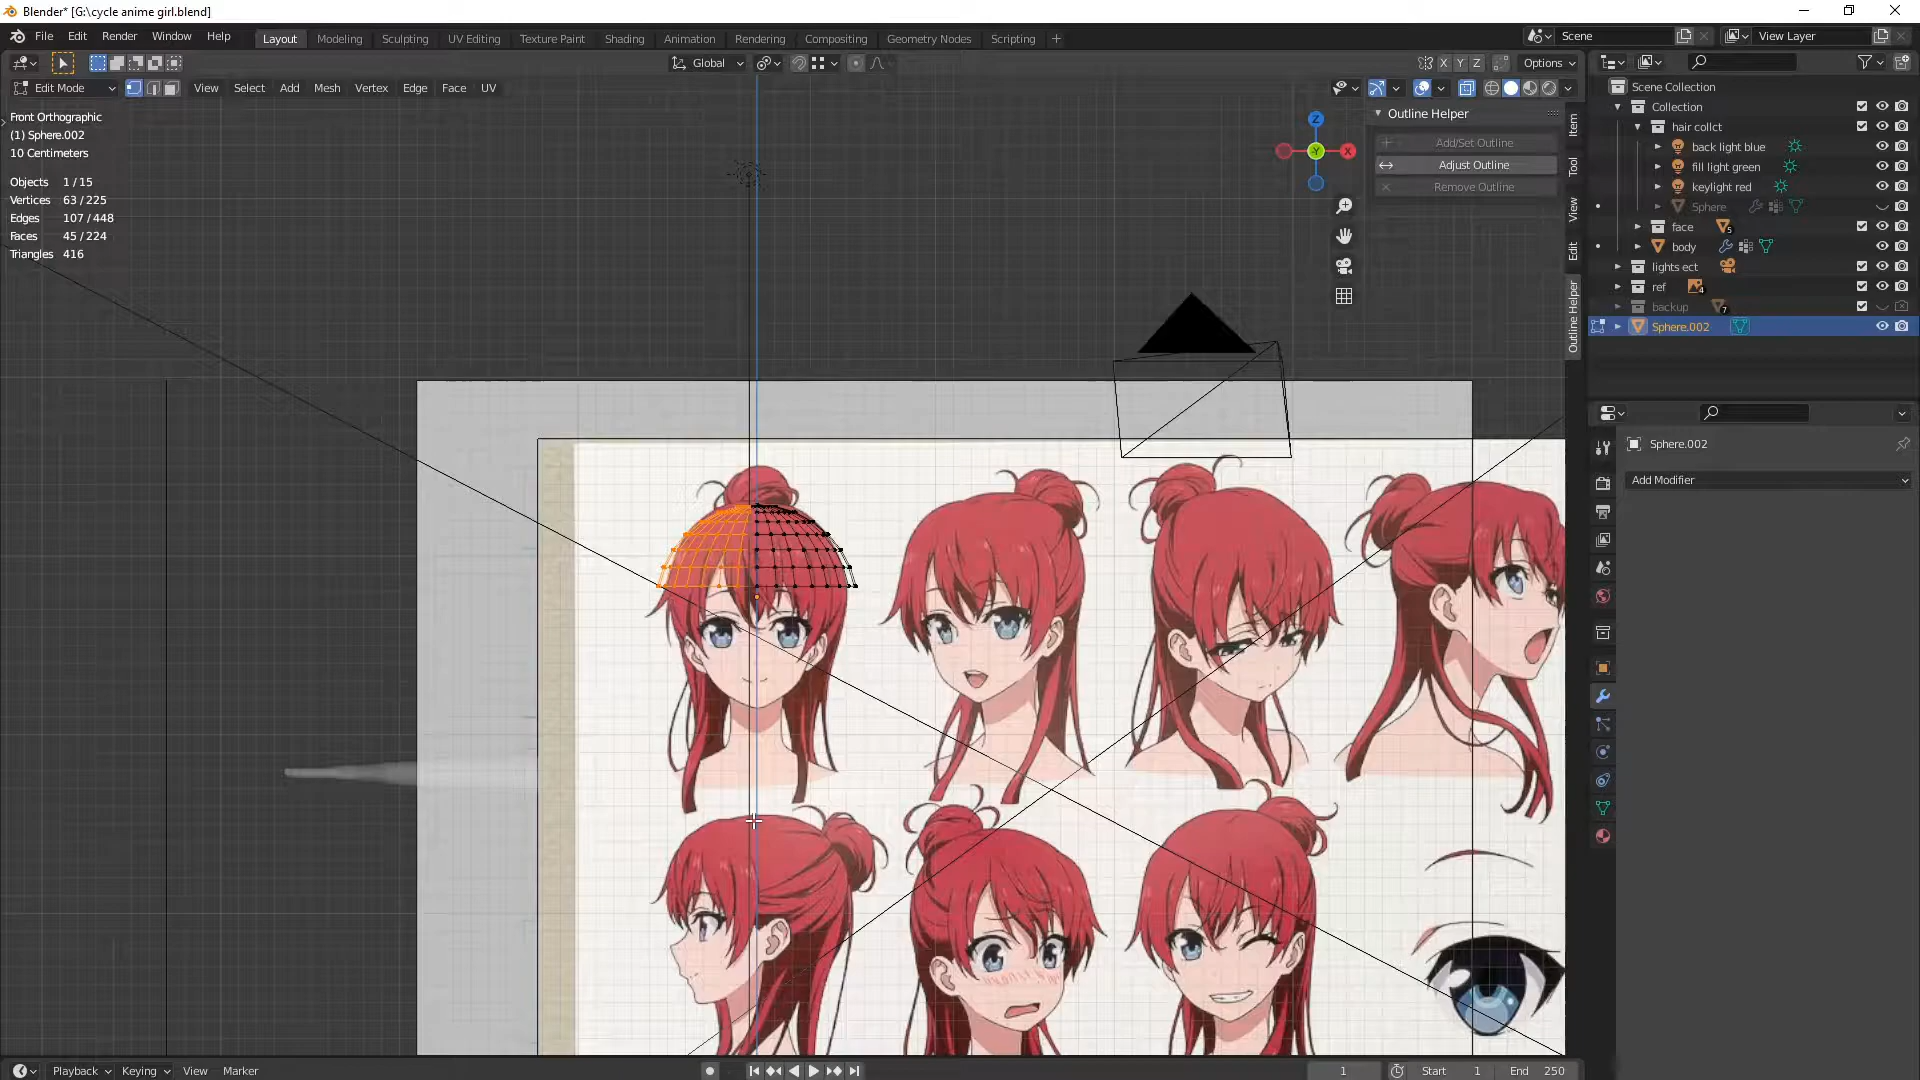 Blender* [G:\cycle anime girl.blend]
File Edit Render Window Help Layout Modeling Sculpting UV Editing Texture Paint Shading Animation Rendering Compositing Geometry Nodes Scripting + Scene View Layer
Global X Y Z Options
Edit Mode View Select Add Mesh Vertex Edge Face UV
Scene Collection
Front Orthographic
(1) Sphere.002
10 Centimeters
Objects 1 / 15
Vertices 63 / 225
Edges 107 / 448
Faces 45 / 224
Triangles 416
Z
-Y
X
Outline Helper
Add/Set Outline
Adjust Outline
Remove Outline
Item
Tool
View
Edit
Outline Helper
Collection
hair collct
back light blue
fill light green
keylight red
Sphere
face 5
body
lights ect
ref 4
backup 7
Sphere.002
Sphere.002
Add Modifier
Playback Keying View Marker 1 Start 1 End 250